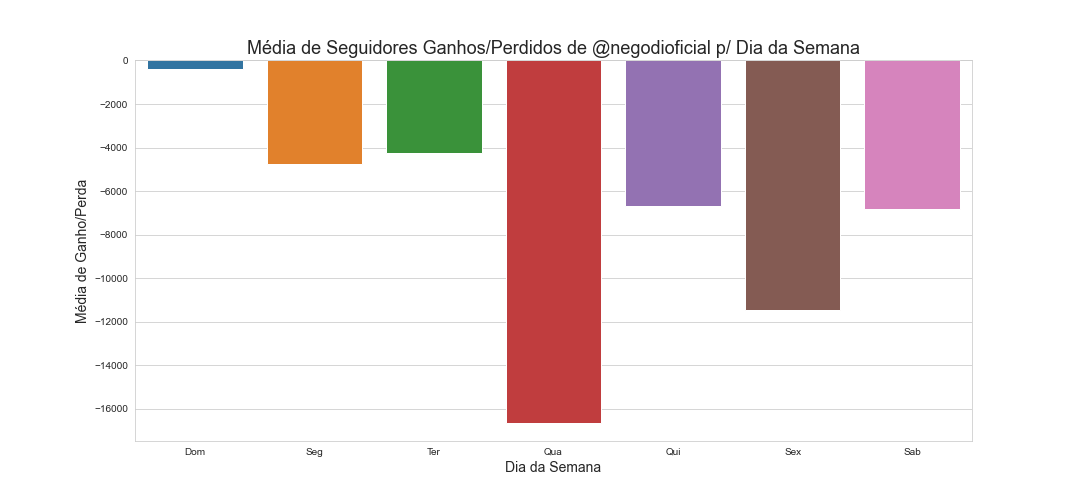 Média de Seguidores Ganhos/Perdidos de @negodioficial p/ Dia da Semana
0
−2000
−4000
−6000
−8000
−10000
−12000
−14000
−16000
Média de Ganho/Perda
Dom Seg Ter Qua Qui Sex Sab
Dia da Semana